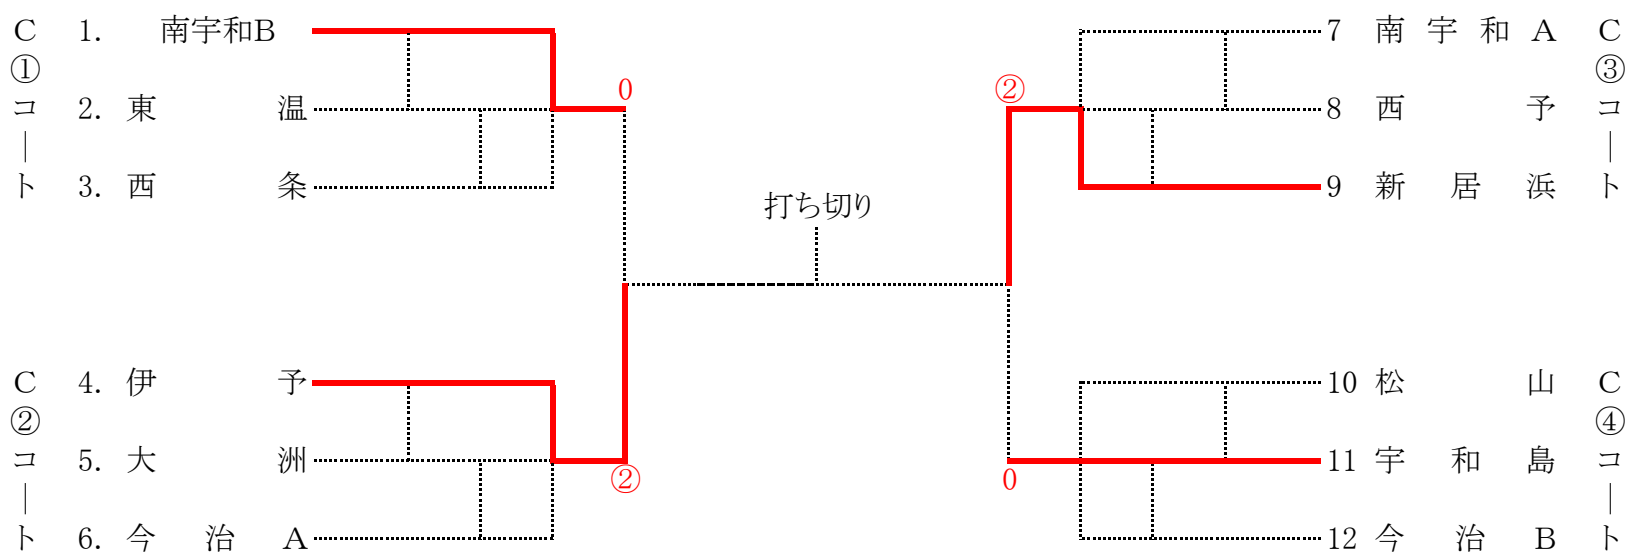 C①コート
1. 南宇和B
2. 東温
3. 西条
0
C②コート
4. 伊予
5. 大洲
6. 今治A
②
打ち切り
②
7 南宇和A
8 西予
9 新居浜
C③コート
0
10 松山
11 宇和島
12 今治B
C④コート